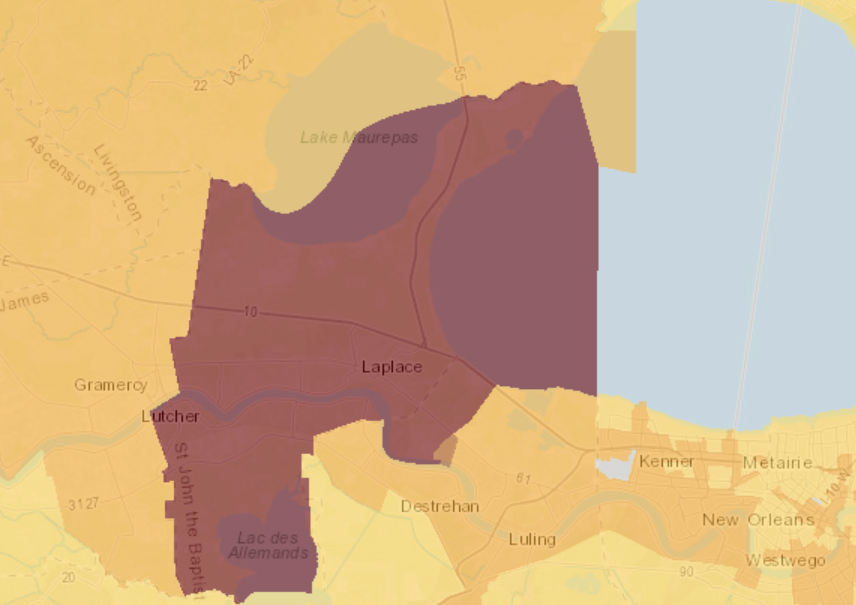 55
22
LA-22
Lake Maurepas
Livingston
Ascension
E
James
10
Laplace
Gramercy
Lutcher
St John the Baptist
Kenner
Metairie
61
10-W
3127
Destrehan
New Orleans
Luling
Lac des
Allemands
Westwego
20
90